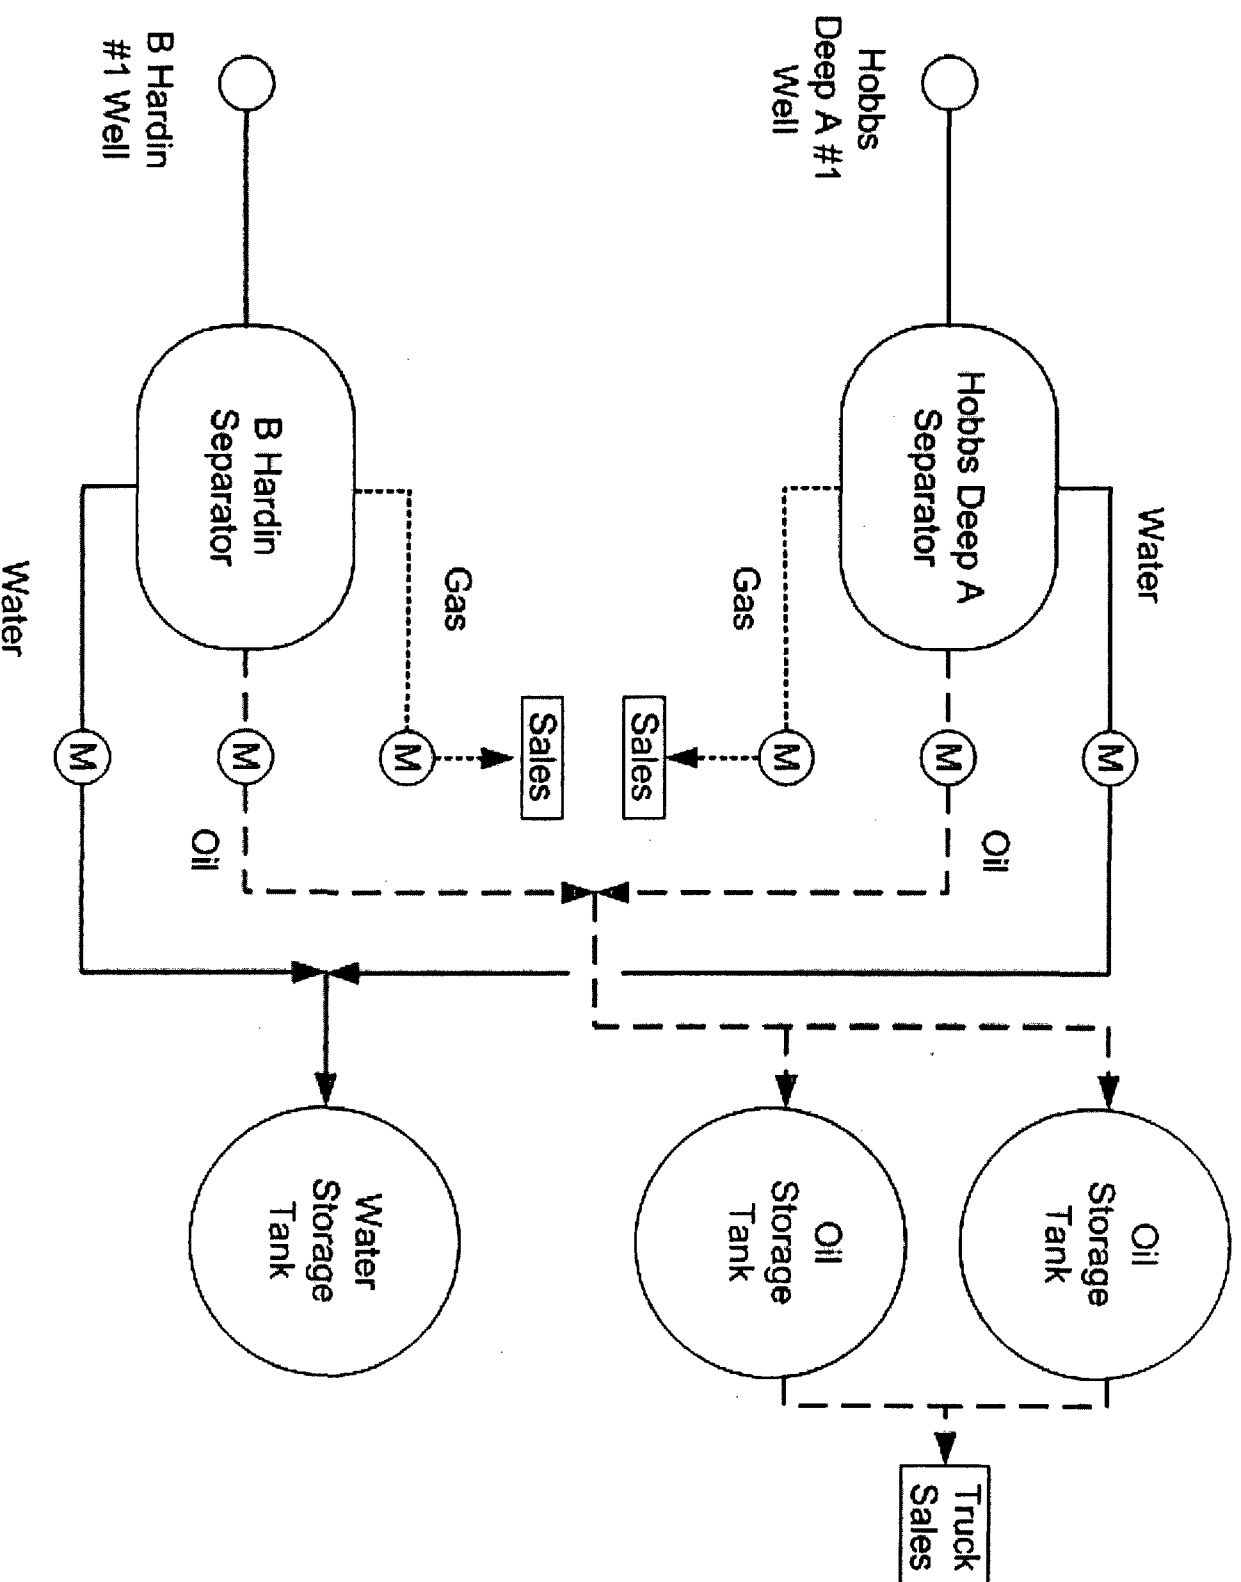 Hobbs
Deep A #1
Well
Hobbs Deep A
Separator
Water
M
Oil
M
Gas
M
Sales
Oil
Storage
Tank
Oil
Storage
Tank
Truck
Sales
B Hardin
#1 Well
B Hardin
Separator
Gas
M
Sales
M
Oil
M
Water
Water
Storage
Tank